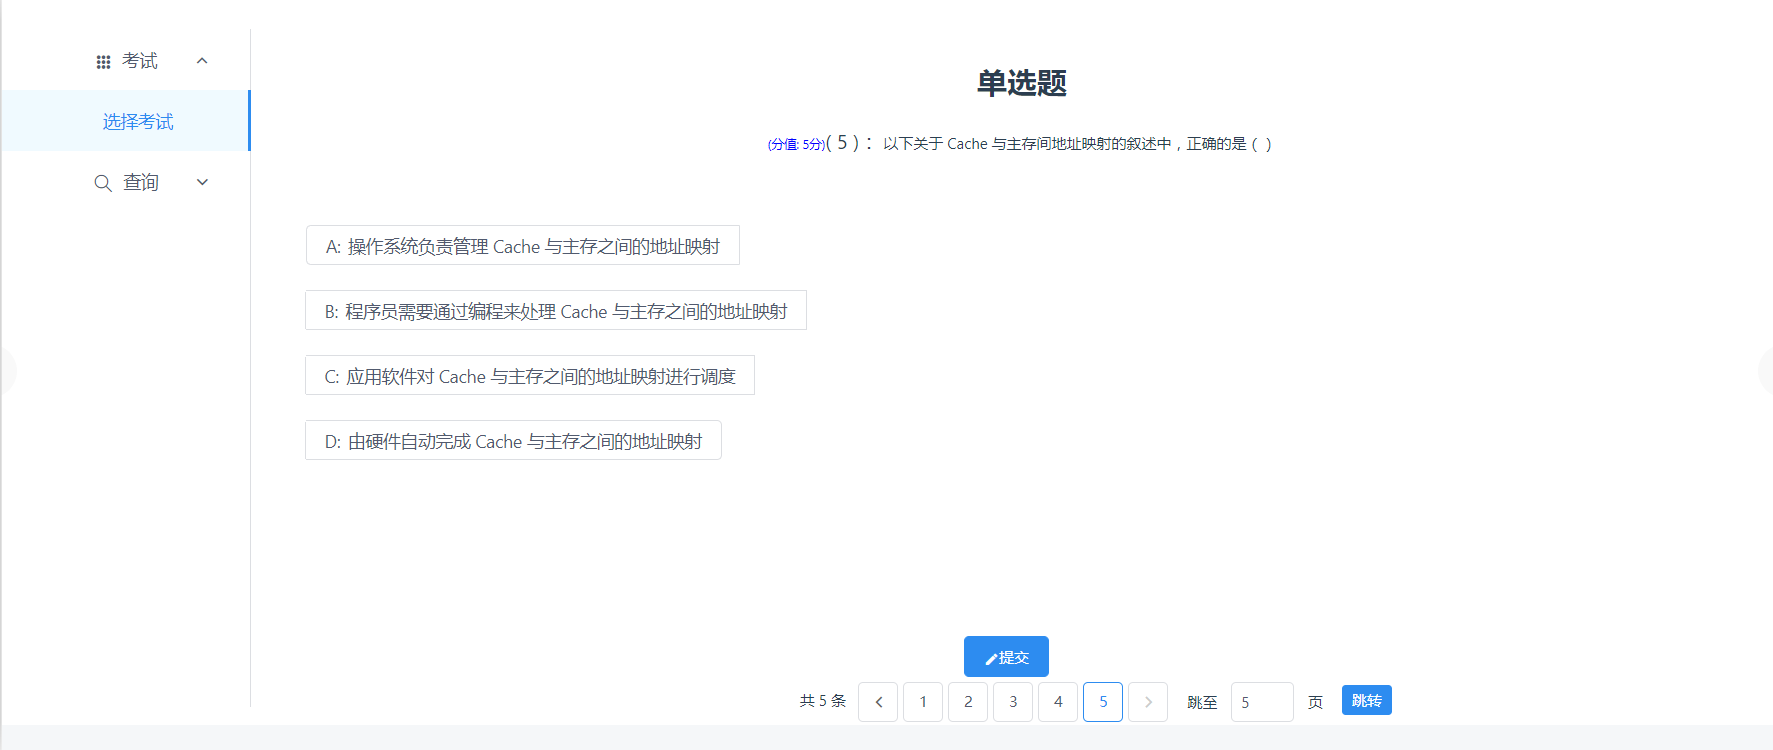 考试
选择考试
查询
单选题
(分值: 5分)( 5 ) ： 以下关于 Cache 与主存间地址映射的叙述中，正确的是 ( )
A: 操作系统负责管理 Cache 与主存之间的地址映射
B: 程序员需要通过编程来处理 Cache 与主存之间的地址映射
C: 应用软件对 Cache 与主存之间的地址映射进行调度
D: 由硬件自动完成 Cache 与主存之间的地址映射
提交
共 5 条 1 2 3 4 5 跳至 5 页 跳转